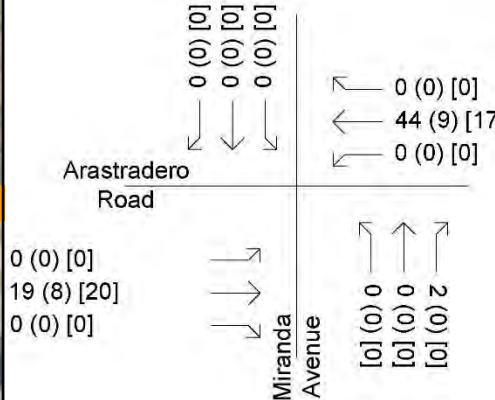 0 (0) [0]
0 (0) [0]
0 (0) [0]
0 (0) [0]
44 (9) [17
0 (0) [0]
Arastradero
Road
0 (0) [0]
19 (8) [20]
0 (0) [0]
Miranda
Avenue
0 (0) [0]
0 (0) [0]
2 (0) [0]